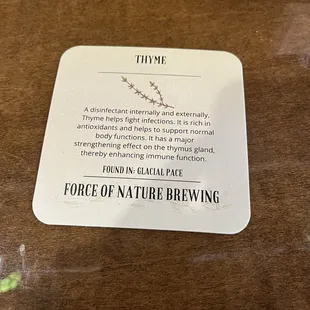 THYME
A disinfectant internally and externally,
Thyme helps fight infections. It is rich in
antioxidants and helps to support normal
body functions. It has a major
strengthening effect on the thymus gland,
thereby enhancing immune function.
FOUND IN: GLACIAL PACE
FORCE OF NATURE BREWING